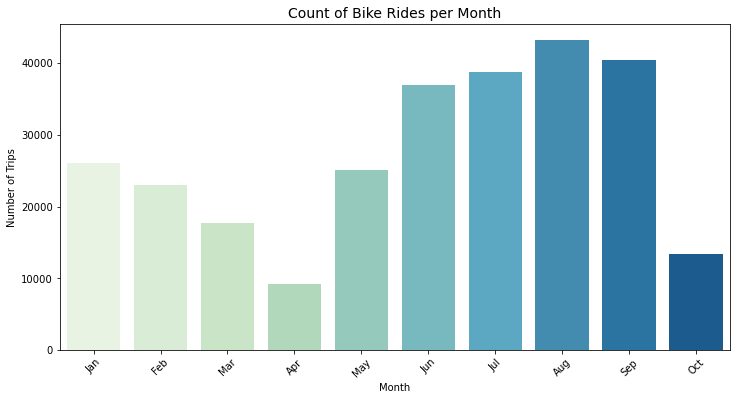 Count of Bike Rides per Month
Number of Trips
40000
30000
20000
10000
0
Jan
Feb
Mar
Apr
May
Jun
Jul
Aug
Sep
Oct
Month